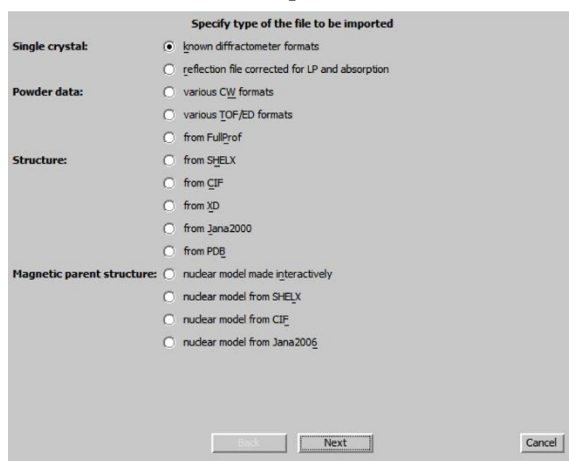 Specify type of the file to be imported
Single crystal: known diffractometer formats
reflection file corrected for LP and absorption
Powder data: various CW formats
various TOF/ED formats
from FullProf
Structure: from SHELX
from CIF
from XD
from Jana2000
from PDB
Magnetic parent structure: nuclear model made interactively
nuclear model from SHELX
nuclear model from CIF
nuclear model from Jana2006
Back Next Cancel